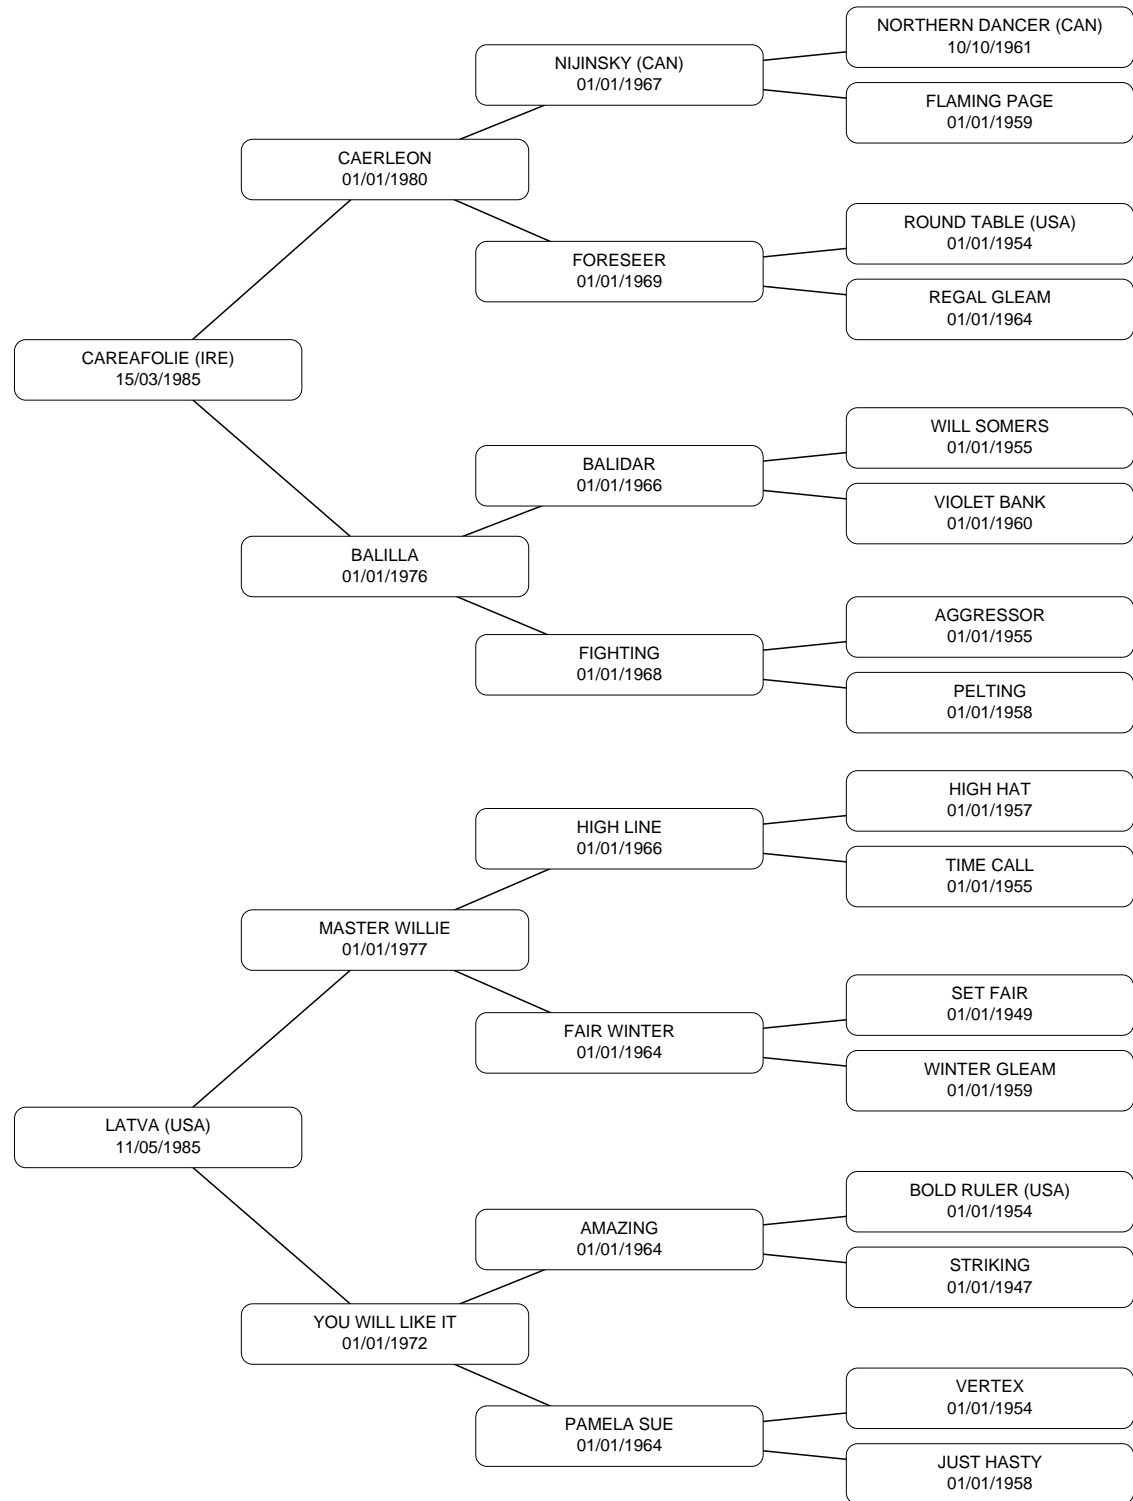 NORTHERN DANCER (CAN)
10/10/1961
NIJINSKY (CAN)
01/01/1967
FLAMING PAGE
01/01/1959
CAERLEON
01/01/1980
ROUND TABLE (USA)
01/01/1954
FORESEER
01/01/1969
REGAL GLEAM
01/01/1964
CAREAFOLIE (IRE)
15/03/1985
WILL SOMERS
01/01/1955
BALIDAR
01/01/1966
VIOLET BANK
01/01/1960
BALILLA
01/01/1976
AGGRESSOR
01/01/1955
FIGHTING
01/01/1968
PELTING
01/01/1958
HIGH HAT
01/01/1957
HIGH LINE
01/01/1966
TIME CALL
01/01/1955
MASTER WILLIE
01/01/1977
SET FAIR
01/01/1949
FAIR WINTER
01/01/1964
WINTER GLEAM
01/01/1959
LATVA (USA)
11/05/1985
BOLD RULER (USA)
01/01/1954
AMAZING
01/01/1964
STRIKING
01/01/1947
YOU WILL LIKE IT
01/01/1972
VERTEX
01/01/1954
PAMELA SUE
01/01/1964
JUST HASTY
01/01/1958